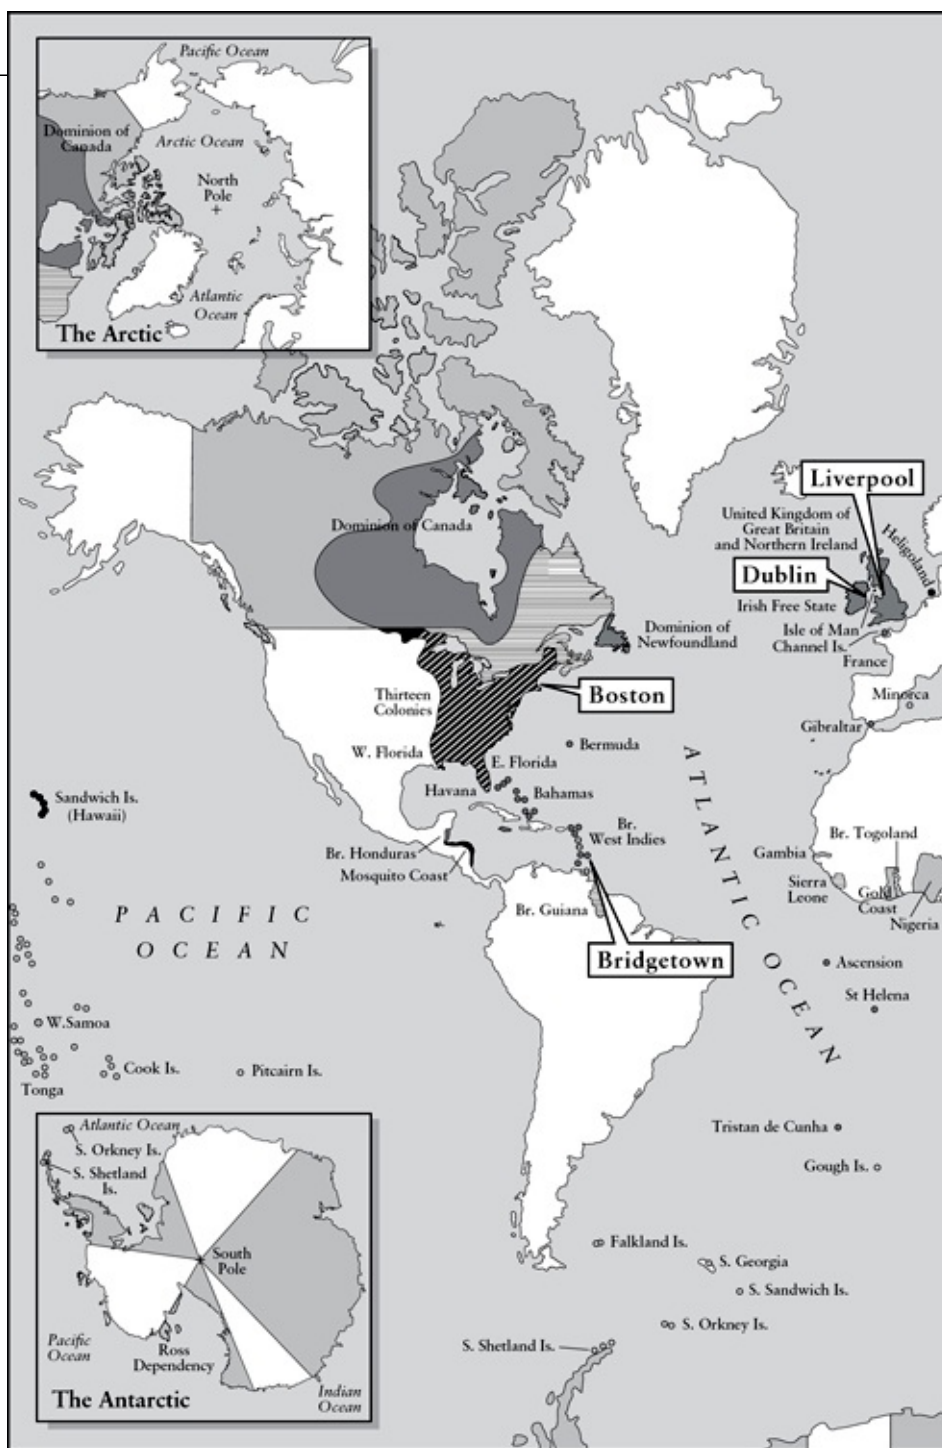 Pacific Ocean
Dominion of
Canada
Arctic Ocean
North
Pole
Atlantic
Ocean
The Arctic
Liverpool
United Kingdom of
Great Britain
and Northern Ireland
Heligoland
Dublin
Irish Free State
Isle of Man
Channel Is.
France
Dominion of Canada
Dominion of
Newfoundland
Minorca
Gibraltar
Boston
Thirteen
Colonies
W. Florida
E. Florida
Bermuda
Havana
Bahamas
Sandwich Is.
(Hawaii)
Br.
West Indies
Br. Honduras
Mosquito Coast
Br. Togoland
Gambia
Sierra
Leone
Gold
Coast
Nigeria
Br. Guiana
Bridgetown
PACIFIC
OCEAN
ATLANTIC OCEAN
Ascension
St Helena
W.Samoa
Cook Is.
Pitcairn Is.
Tonga
Tristan de Cunha
Gough Is.
Falkland Is.
S. Georgia
S. Sandwich Is.
S. Orkney Is.
S. Shetland Is.
Atlantic Ocean
S. Orkney Is.
S. Shetland
Is.
South
Pole
Pacific
Ocean
Ross
Dependency
Indian
Ocean
The Antarctic